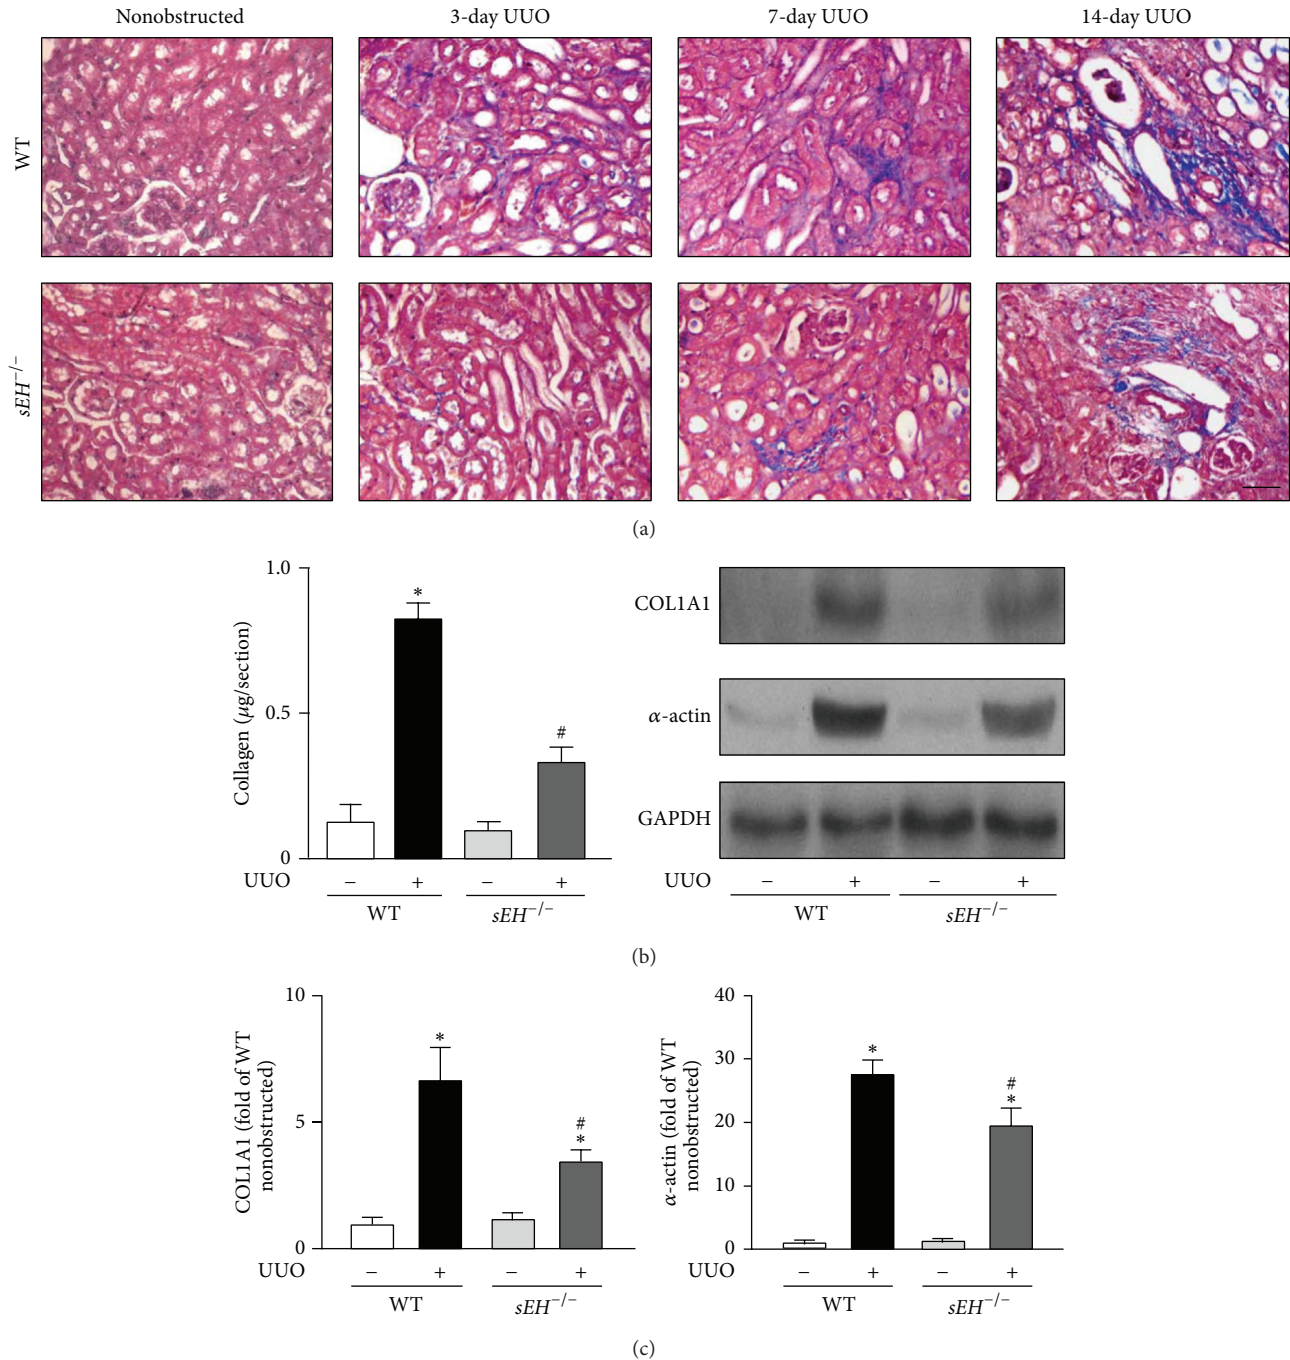 Nonobstructed 3-day UUO 7-day UUO 14-day UUO
WT
sEH−/−
(a)
1.0
0.5
0
Collagen (μg/section)
*
#
UUO − + − +
WT sEH−/−
COL1A1
α-actin
GAPDH
UUO − + − +
WT sEH−/−
(b)
10
5
0
COL1A1 (fold of WT
nonobstructed)
*
#
*
UUO − + − +
WT sEH−/−
40
30
20
10
0
α-actin (fold of WT
nonobstructed)
*
#
*
UUO − + − +
WT sEH−/−
(c)